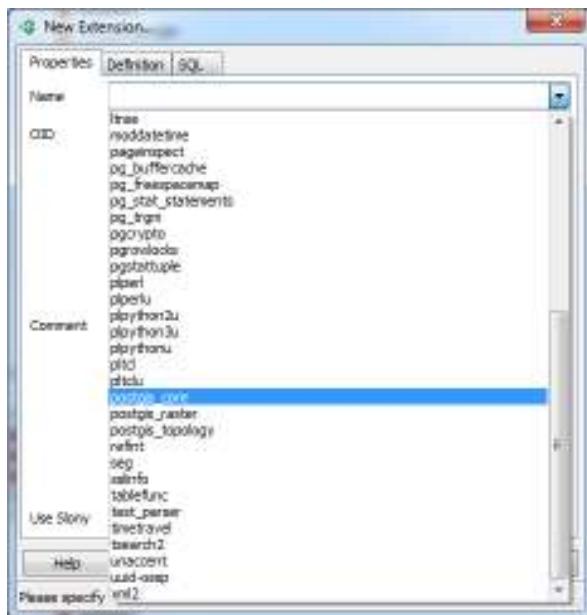 New Extension...
Properties Definition SQL
Name
OID
ltree
moddatetime
pageinspect
pg_buffercache
pg_freespacemap
pg_stat_statements
pg_trgm
pgcrypto
pgrowlocks
pgstattuple
plperl
plperlu
plpython2u
Comment plpython3u
plpythonu
pltcl
pltclu
postgis_core
postgis_raster
postgis_topology
refint
seg
sslinfo
tablefunc
Use Slony test_parser
timetravel
tsearch2
Help unaccent
uuid-ossp
Please specify xml2